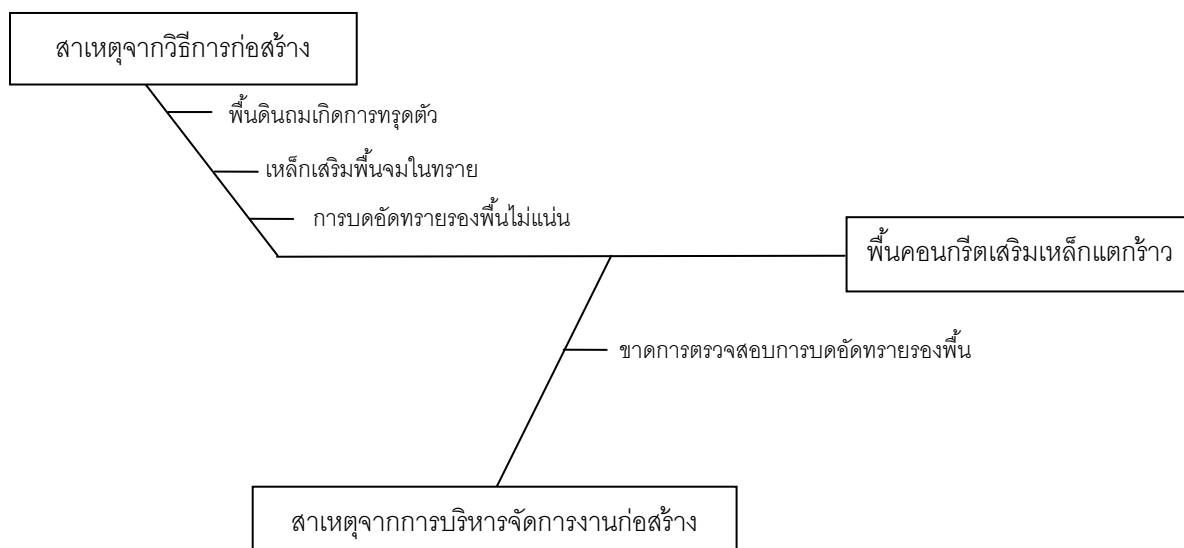 สาเหตุจากวิธีการก่อสร้าง
พื้นดินถมเกิดการทรุดตัว
เหล็กเสริมพื้นจมในทราย
การบดอัดทรายรองพื้นไม่แน่น
พื้นคอนกรีตเสริมเหล็กแตกร้าว
ขาดการตรวจสอบการบดอัดทรายรองพื้น
สาเหตุจากการบริหารจัดการงานก่อสร้าง